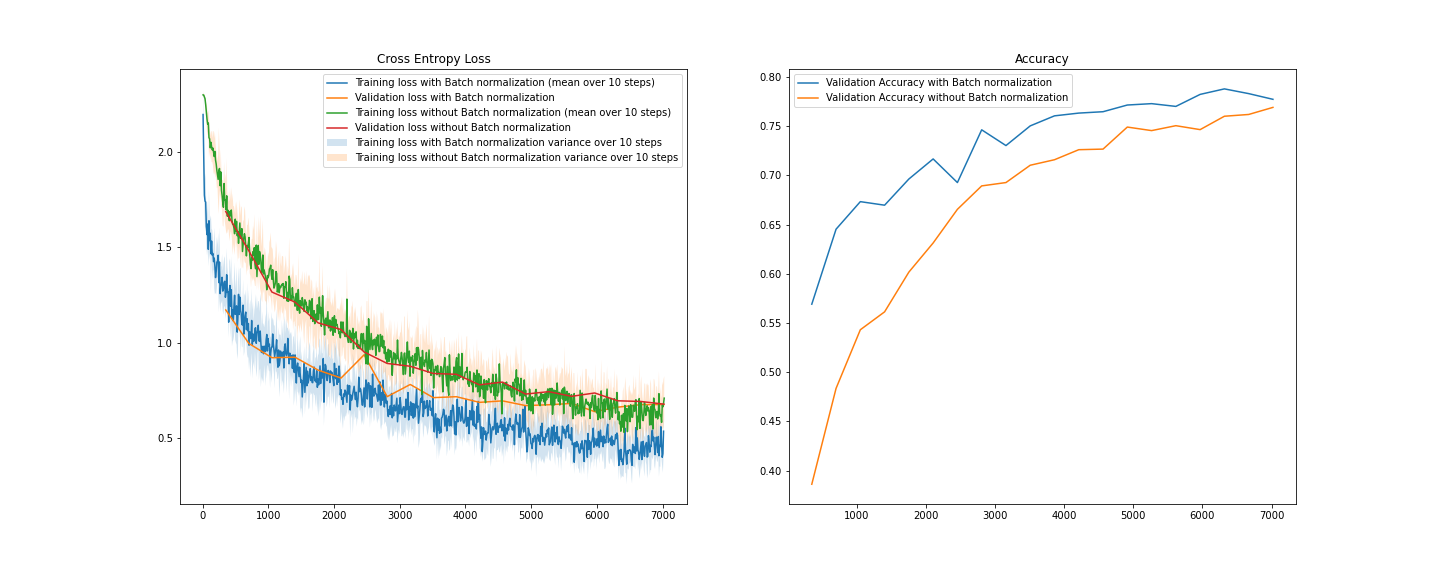 Cross Entropy Loss
Training loss with Batch normalization (mean over 10 steps)
Validation loss with Batch normalization
Training loss without Batch normalization (mean over 10 steps)
Validation loss without Batch normalization
Training loss with Batch normalization variance over 10 steps
Training loss without Batch normalization variance over 10 steps
2.0
1.5
1.0
0.5
0
1000
2000
3000
4000
5000
6000
7000
Accuracy
Validation Accuracy with Batch normalization
Validation Accuracy without Batch normalization
0.80
0.75
0.70
0.65
0.60
0.55
0.50
0.45
0.40
1000
2000
3000
4000
5000
6000
7000